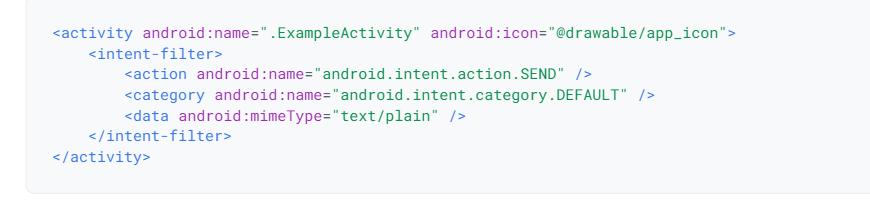 <activity android:name=".ExampleActivity" android:icon="@drawable/app_icon">
    <intent-filter>
        <action android:name="android.intent.action.SEND" />
        <category android:name="android.intent.category.DEFAULT" />
        <data android:mimeType="text/plain" />
    </intent-filter>
</activity>